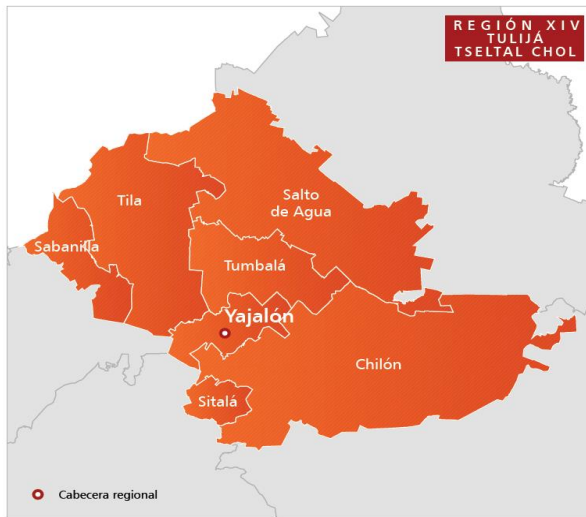 REGIÓN XIV
TULIJÁ
TSELTAL CHOL
Tila
Salto
de Agua
Sabanilla
Tumbalá
Yajalón
Chilón
Sitalá
Cabecera regional